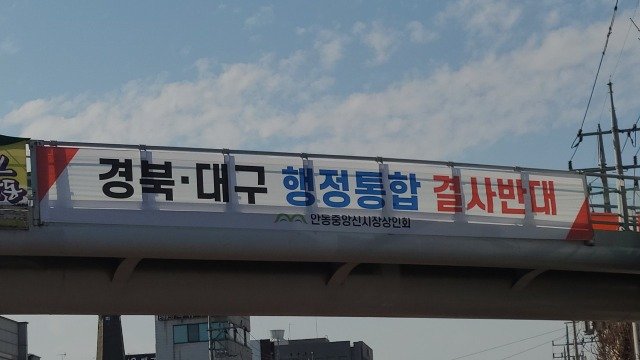 경북·대구 행정통합 결사반대
안동중앙신시장상인회